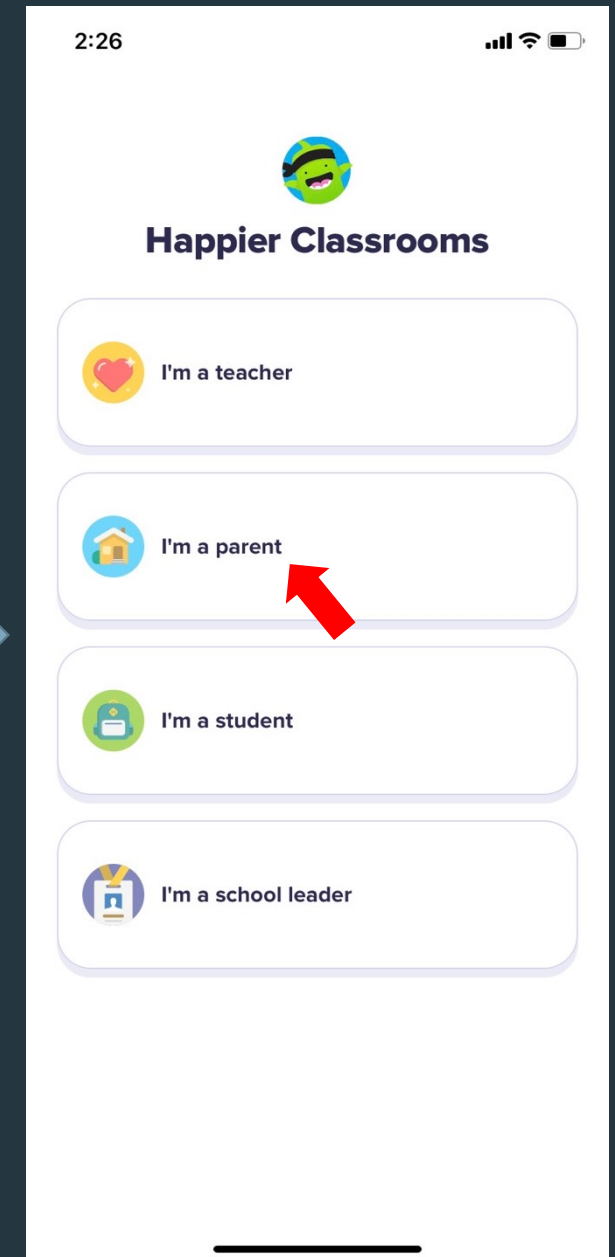 2:26
Happier Classrooms
I'm a teacher
I'm a parent
I'm a student
I'm a school leader